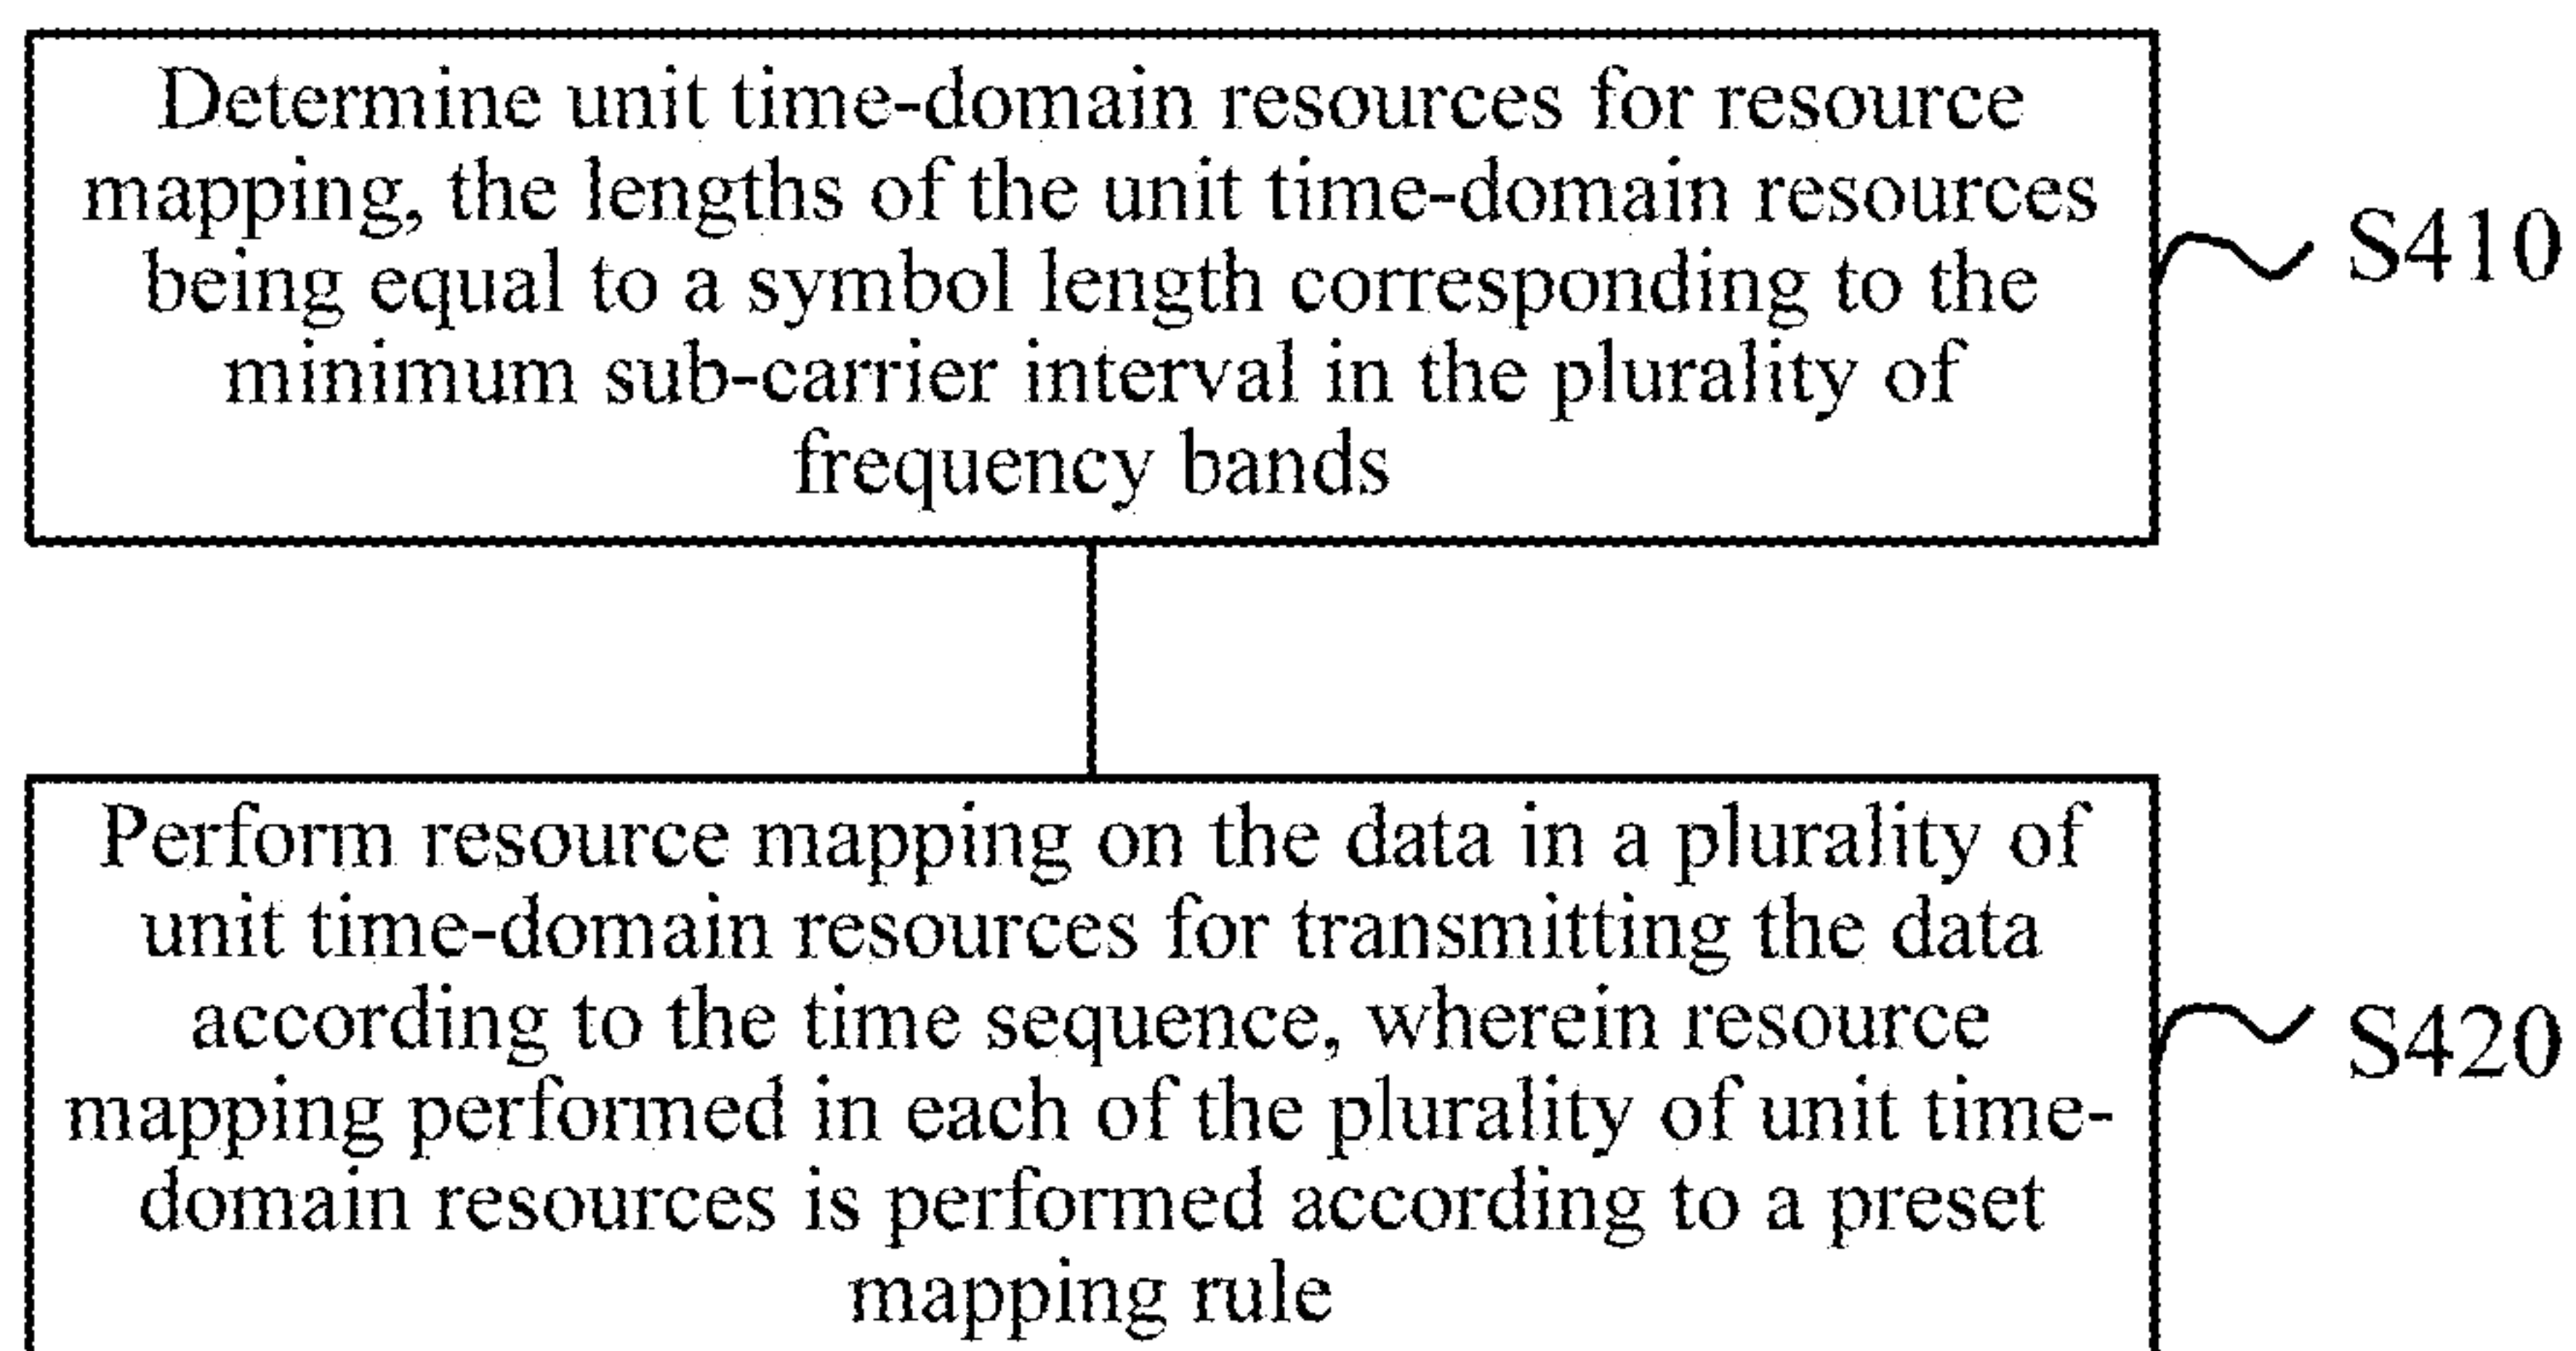 Determine unit time-domain resources for resource
mapping, the lengths of the unit time-domain resources
being equal to a symbol length corresponding to the
minimum sub-carrier interval in the plurality of
frequency bands
S410
Perform resource mapping on the data in a plurality of
unit time-domain resources for transmitting the data
according to the time sequence, wherein resource
mapping performed in each of the plurality of unit time-
domain resources is performed according to a preset
mapping rule
S420